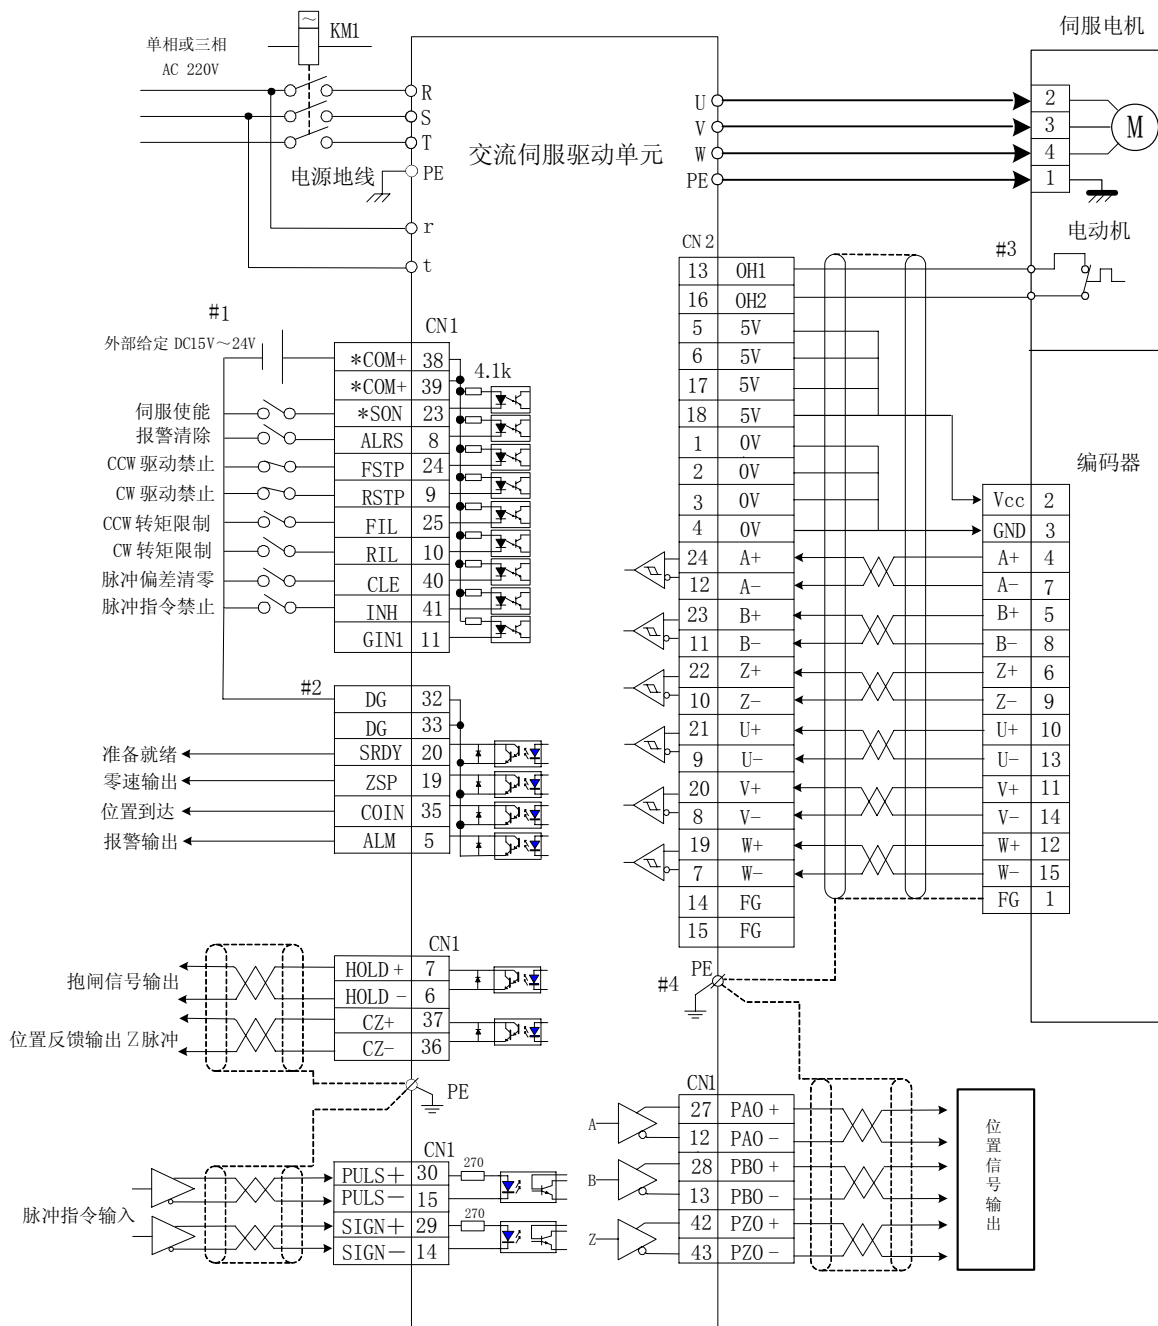 伺服电机
KM1
单相或三相
AC 220V
R
S
T
PE
电源地线
r
t
交流伺服驱动单元
U
V
W
PE
2
3
4
1
M
电动机
#3
CN2
13 OH1
16 OH2
5 5V
6 5V
17 5V
18 5V
1 0V
2 0V
3 0V
4 0V
24 A+
12 A-
23 B+
11 B-
22 Z+
10 Z-
21 U+
9 U-
20 V+
8 V-
19 W+
7 W-
14 FG
15 FG
编码器
Vcc 2
GND 3
A+ 4
A- 7
B+ 5
B- 8
Z+ 6
Z- 9
U+ 10
U- 13
V+ 11
V- 14
W+ 12
W- 15
FG 1
#1
外部给定 DC15V～24V
CN1
*COM+ 38
*COM+ 39
4.1k
伺服使能 *SON 23
报警清除 ALRS 8
CCW 驱动禁止 FSTP 24
CW 驱动禁止 RSTP 9
CCW 转矩限制 FIL 25
CW 转矩限制 RIL 10
脉冲偏差清零 CLE 40
脉冲指令禁止 INH 41
GIN1 11
#2
DG 32
DG 33
准备就绪 SRDY 20
零速输出 ZSP 19
位置到达 COIN 35
报警输出 ALM 5
CN1
抱闸信号输出
HOLD+ 7
HOLD- 6
位置反馈输出 Z 脉冲
CZ+ 37
CZ- 36
PE
CN1
脉冲指令输入
PULS＋ 30
270
PULS－ 15
SIGN＋ 29
270
SIGN－ 14
#4
PE
CN1
A
27 PAO+
12 PAO-
B
28 PBO+
13 PBO-
Z
42 PZO+
43 PZO-
位置信号输出